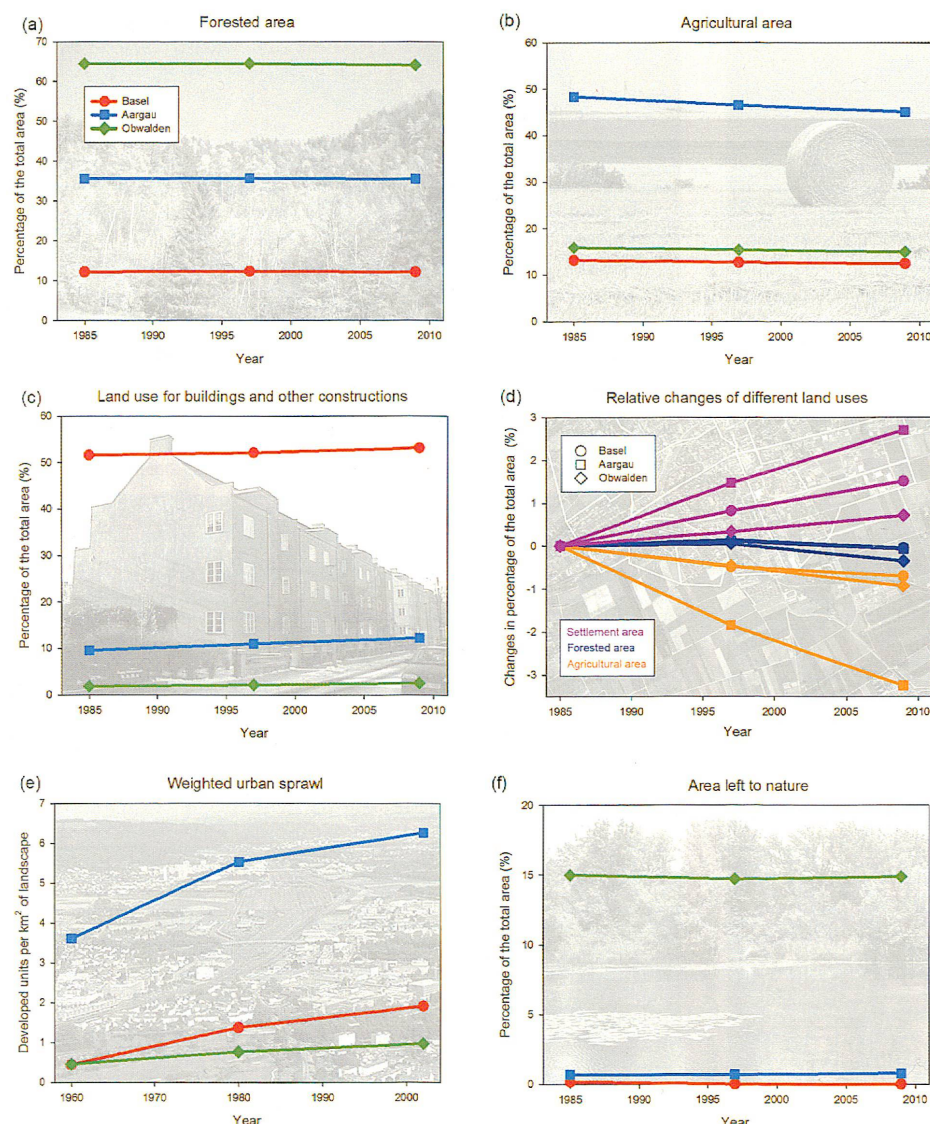 (a)
Forested area
Percentage of the total area (%)
70
60
50
40
30
20
10
0
Basel
Aargau
Obwalden
1985 1990 1995 2000 2005 2010
Year
(b)
Agricultural area
Percentage of the total area (%)
60
50
40
30
20
10
0
1985 1990 1995 2000 2005 2010
Year
(c)
Land use for buildings and other constructions
Percentage of the total area (%)
60
50
40
30
20
10
0
1985 1990 1995 2000 2005 2010
Year
(d)
Relative changes of different land uses
Changes in percentage of the total area (%)
3
2
1
0
-1
-2
-3
Basel
Aargau
Obwalden
Settlement area
Forested area
Agricultural area
1985 1990 1995 2000 2005 2010
Year
(e)
Weighted urban sprawl
Developed units per km² of landscape
7
6
5
4
3
2
1
0
1960 1970 1980 1990 2000
Year
(f)
Area left to nature
Percentage of the total area (%)
20
15
10
5
0
1985 1990 1995 2000 2005 2010
Year